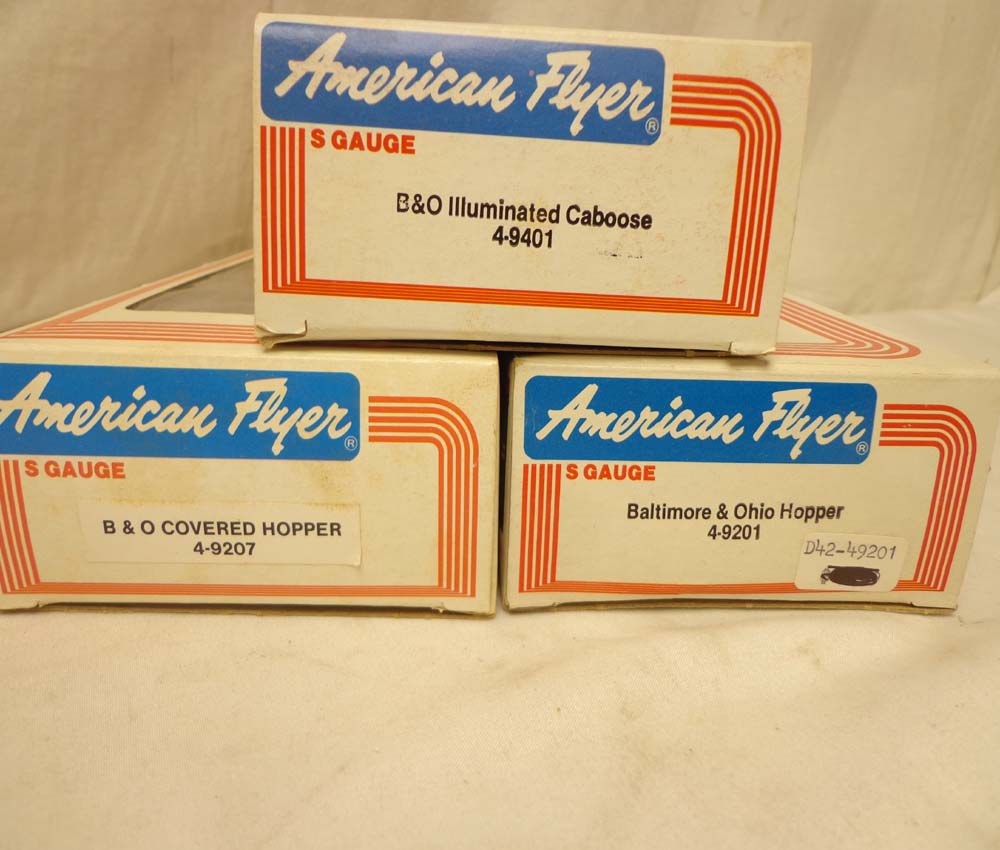 American Flyer®
S GAUGE
B&O Illuminated Caboose
4-9401
American Flyer®
S GAUGE
B & O COVERED HOPPER
4-9207
American Flyer®
S GAUGE
Baltimore & Ohio Hopper
4-9201
D42-49201